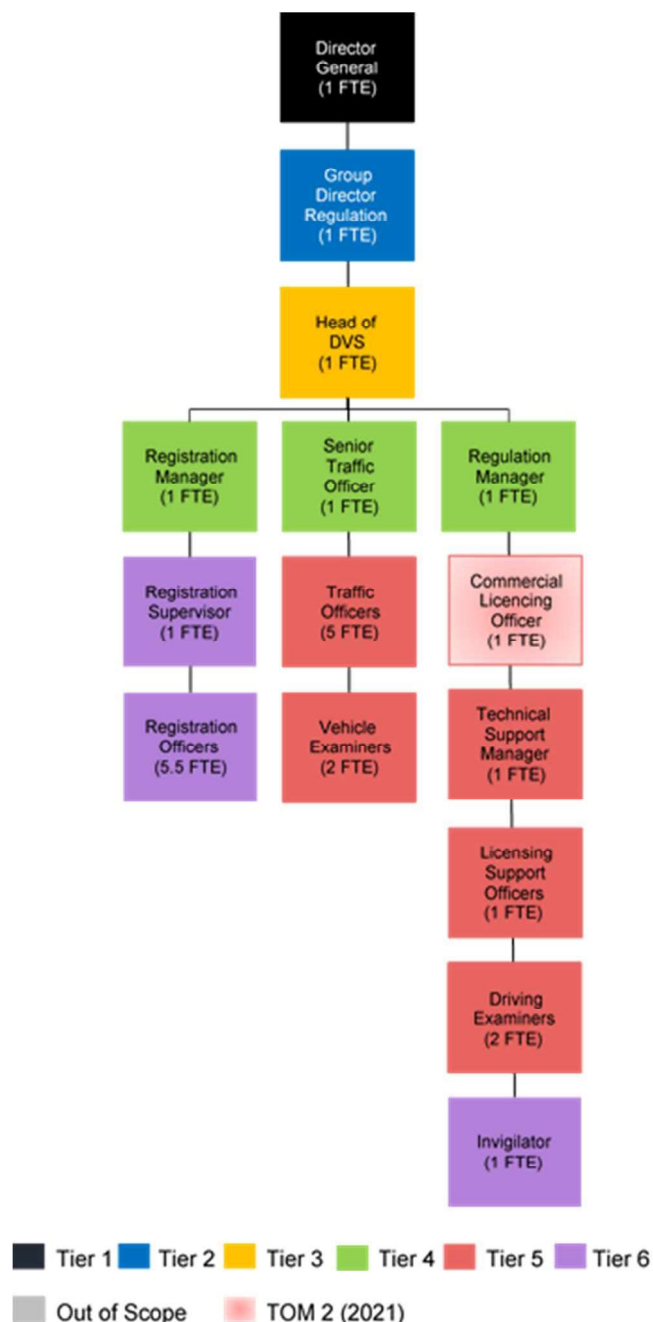 Director
General
(1 FTE)
Group
Director
Regulation
(1 FTE)
Head of
DVS
(1 FTE)
Registration
Manager
(1 FTE)
Senior
Traffic
Officer
(1 FTE)
Regulation
Manager
(1 FTE)
Registration
Supervisor
(1 FTE)
Traffic
Officers
(5 FTE)
Commercial
Licencing
Officer
(1 FTE)
Registration
Officers
(5.5 FTE)
Vehicle
Examiners
(2 FTE)
Technical
Support
Manager
(1 FTE)
Licensing
Support
Officers
(1 FTE)
Driving
Examiners
(2 FTE)
Invigilator
(1 FTE)
Tier 1 Tier 2 Tier 3 Tier 4 Tier 5 Tier 6
Out of Scope TOM 2 (2021)